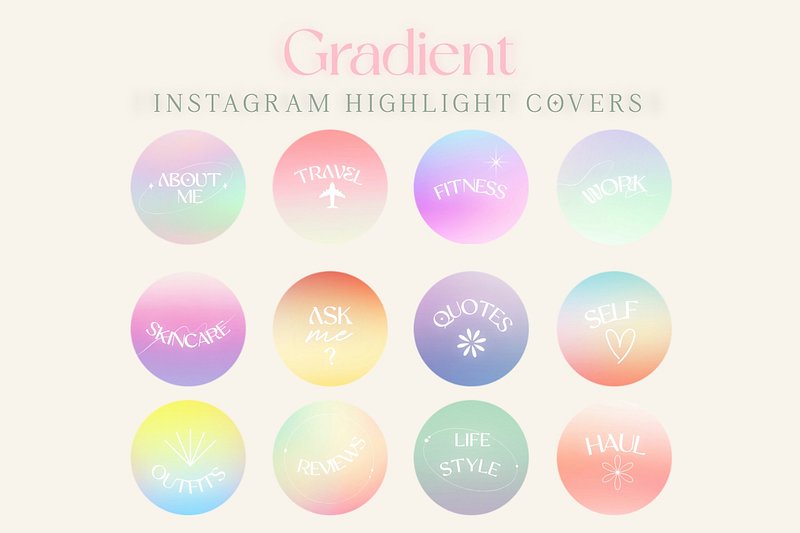 Gradient
INSTAGRAM HIGHLIGHT COVERS
ABOUT
ME
TRAVEL
FITNESS
WORK
SKINCARE
ASK
me
?
QUOTES
SELF
OUTFITS
REVIEWS
LIFE
STYLE
HAUL